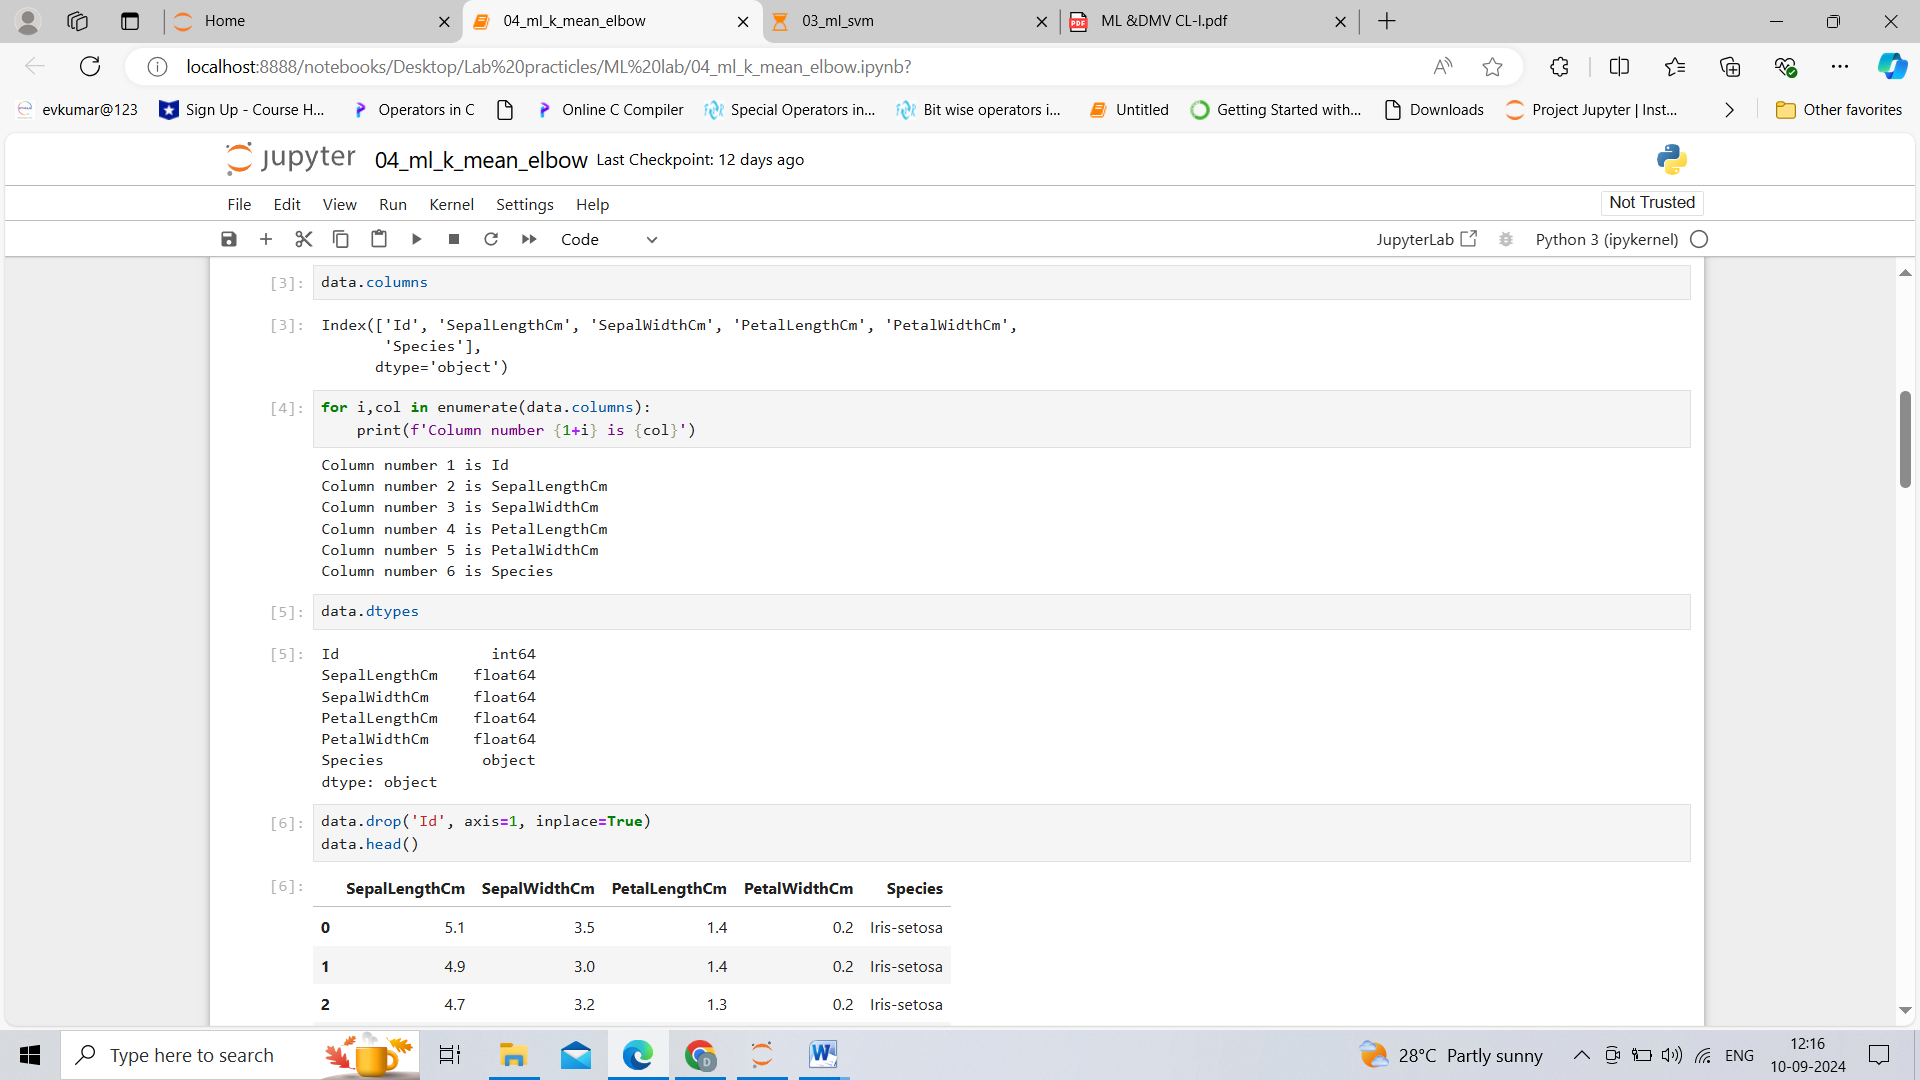 Home
04_ml_k_mean_elbow
03_ml_svm
ML &DMV CL-I.pdf
localhost:8888/notebooks/Desktop/Lab%20practicles/ML%20lab/04_ml_k_mean_elbow.ipynb?
evkumar@123
Sign Up - Course H...
Operators in C
Online C Compiler
Special Operators in...
Bit wise operators i...
Untitled
Getting Started with...
Downloads
Project Jupyter | Inst...
Other favorites
jupyter 04_ml_k_mean_elbow Last Checkpoint: 12 days ago
File Edit View Run Kernel Settings Help
Not Trusted
Code
JupyterLab
Python 3 (ipykernel)
[3]: data.columns
[3]: Index(['Id', 'SepalLengthCm', 'SepalWidthCm', 'PetalLengthCm', 'PetalWidthCm',
'Species'],
dtype='object')
[4]: for i,col in enumerate(data.columns):
print(f'Column number {1+i} is {col}')
Column number 1 is Id
Column number 2 is SepalLengthCm
Column number 3 is SepalWidthCm
Column number 4 is PetalLengthCm
Column number 5 is PetalWidthCm
Column number 6 is Species
[5]: data.dtypes
[5]: Id int64
SepalLengthCm float64
SepalWidthCm float64
PetalLengthCm float64
PetalWidthCm float64
Species object
dtype: object
[6]: data.drop('Id', axis=1, inplace=True)
data.head()
[6]: SepalLengthCm SepalWidthCm PetalLengthCm PetalWidthCm Species
0 5.1 3.5 1.4 0.2 Iris-setosa
1 4.9 3.0 1.4 0.2 Iris-setosa
2 4.7 3.2 1.3 0.2 Iris-setosa
Type here to search
28°C Partly sunny
ENG
12:16
10-09-2024